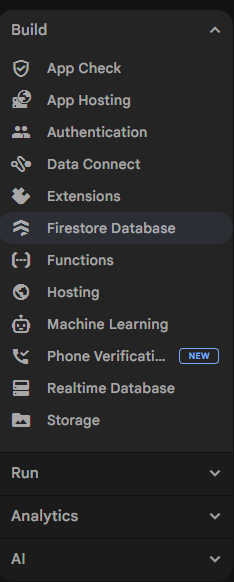 Build
App Check
App Hosting
Authentication
Data Connect
Extensions
Firestore Database
Functions
Hosting
Machine Learning
Phone Verificati... NEW
Realtime Database
Storage
Run
Analytics
AI